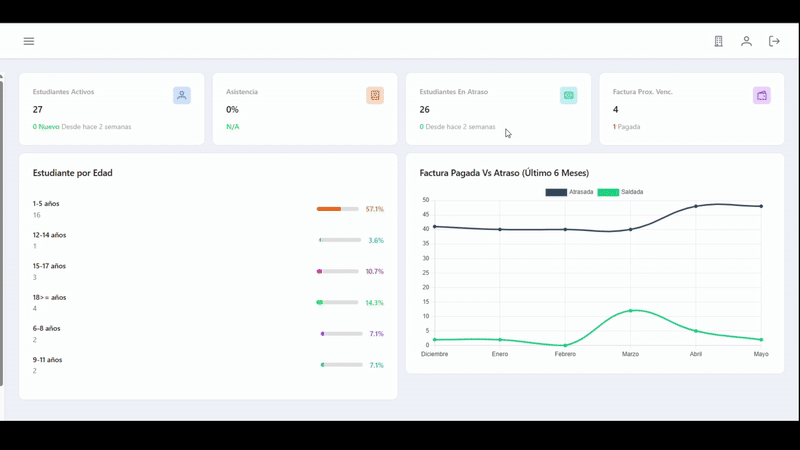 Estudiantes Activos
27
0 Nuevo Desde hace 2 semanas
Asistencia
0%
N/A
Estudiantes En Atraso
26
0 Desde hace 2 semanas
Factura Prox. Venc.
4
1 Pagada
Estudiante por Edad
1-5 años
16
57.1%
12-14 años
1
3.6%
15-17 años
3
10.7%
18>= años
4
14.3%
6-8 años
2
7.1%
9-11 años
2
7.1%
Factura Pagada Vs Atraso (Último 6 Meses)
Atrasada Saldada
50
45
40
35
30
25
20
15
10
5
0
Diciembre Enero Febrero Marzo Abril Mayo